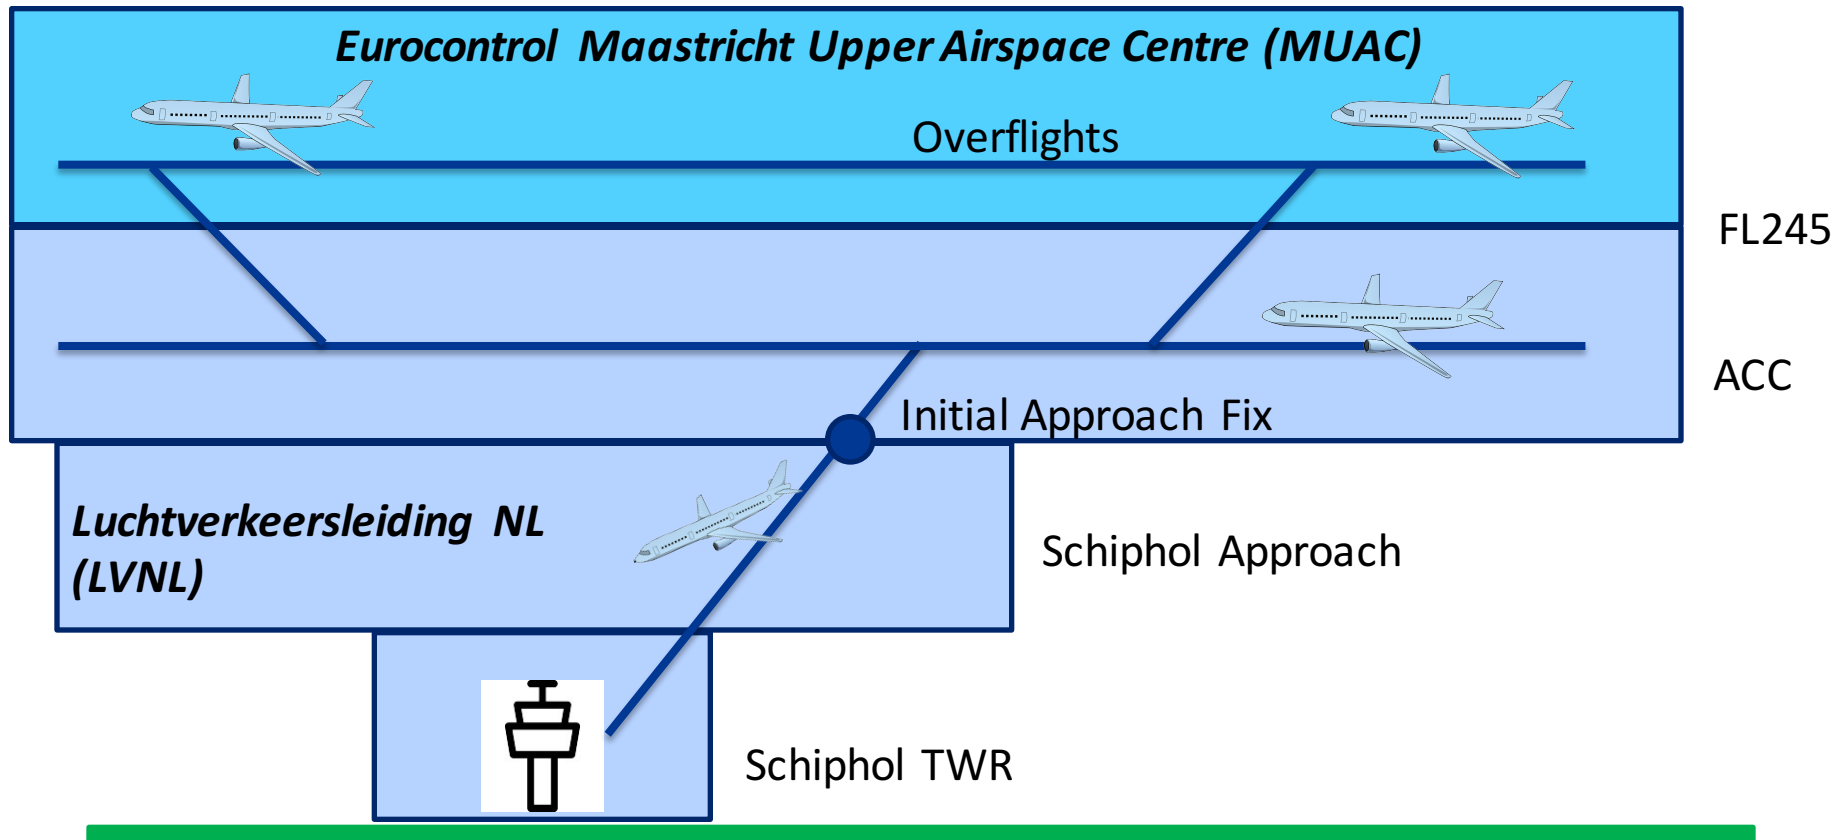 Eurocontrol Maastricht Upper Airspace Centre (MUAC)
Overflights
FL245
ACC
Initial Approach Fix
Luchtverkeersleiding NL
(LVNL)
Schiphol Approach
Schiphol TWR